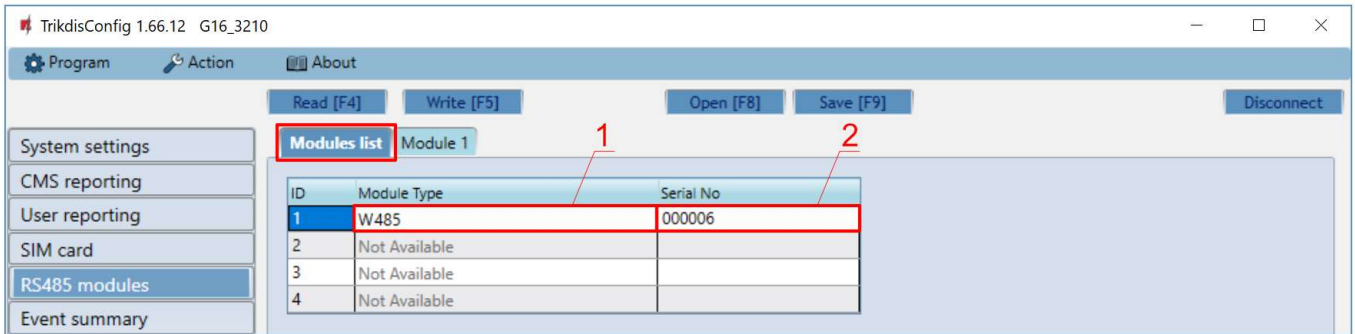 TrikdisConfig 1.66.12 G16_3210
Program Action About
Read [F4] Write [F5] Open [F8] Save [F9] Disconnect
System settings
CMS reporting
User reporting
SIM card
RS485 modules
Event summary
Modules list Module 1
1 2
ID Module Type Serial No
1 W485 000006
2 Not Available
3 Not Available
4 Not Available